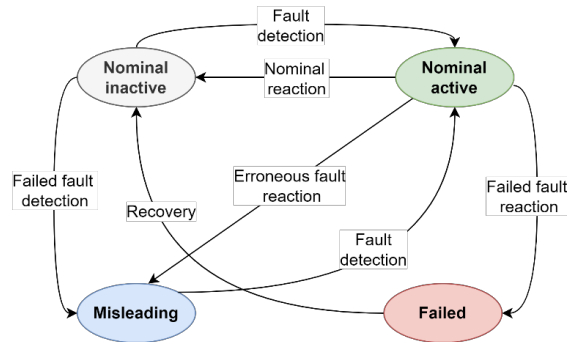 Fault
detection
Nominal
inactive
Nominal
reaction
Nominal
active
Failed fault
detection
Recovery
Erroneous fault
reaction
Failed fault
reaction
Fault
detection
Misleading
Failed